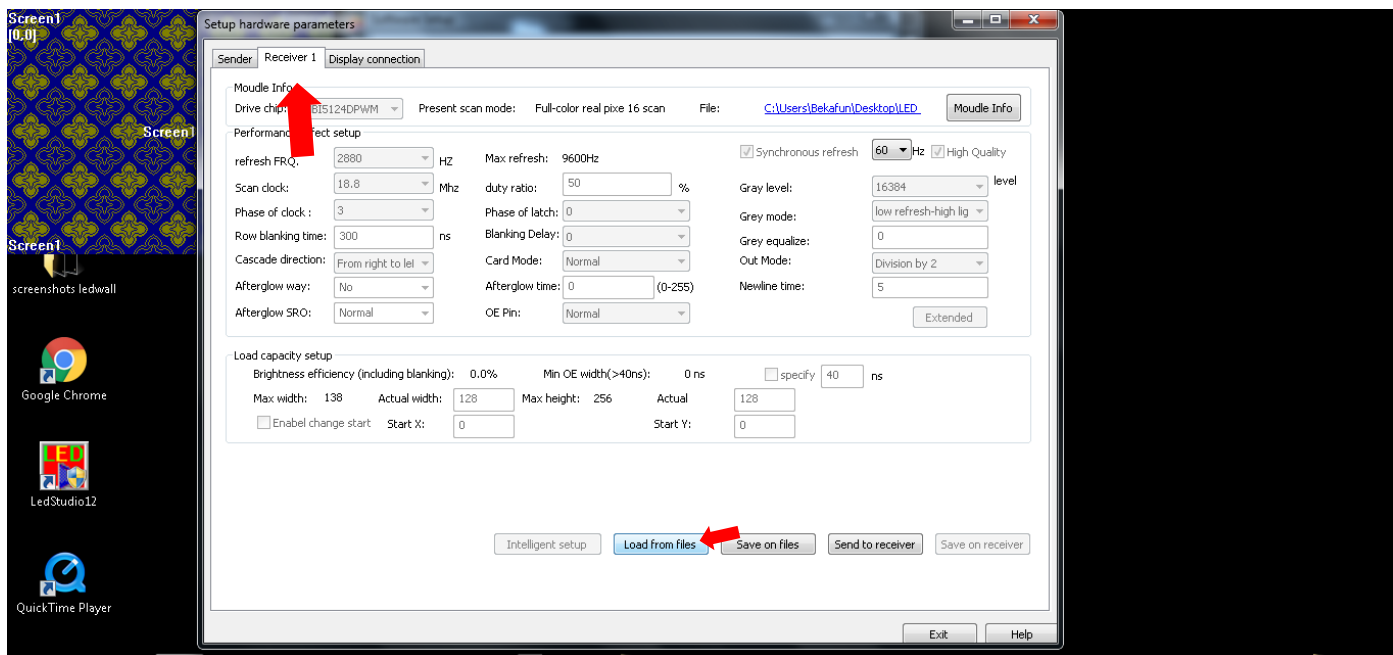 Screen1
[0,0]
Screen1
Screen1
screenshots ledwall
Google Chrome
LED
LedStudio12
QuickTime Player
Setup hardware parameters
Sender Receiver 1 Display connection
Moudle Info
Drive chip: BI5124DPWM Present scan mode: Full-color real pixe 16 scan File: C:\Users\Bekafun\Desktop\LED Moudle Info
Performance effect setup
refresh FRQ. 2880 HZ Max refresh: 9600Hz Synchronous refresh 60 Hz High Quality
Scan clock: 18.8 Mhz duty ratio: 50 % Gray level: 16384 level
Phase of clock : 3 Phase of latch: 0 Grey mode: low refresh-high lig
Row blanking time: 300 ns Blanking Delay: 0 Grey equalize: 0
Cascade direction: From right to lei Card Mode: Normal Out Mode: Division by 2
Afterglow way: No Afterglow time: 0 (0-255) Newline time: 5
Afterglow SRO: Normal OE Pin: Normal Extended
Load capacity setup
Brightness efficiency (including blanking): 0.0% Min OE width(>40ns): 0 ns specify 40 ns
Max width: 138 Actual width: 128 Max height: 256 Actual 128
Enabel change start Start X: 0 Start Y: 0
Intelligent setup Load from files Save on files Send to receiver Save on receiver
Exit Help